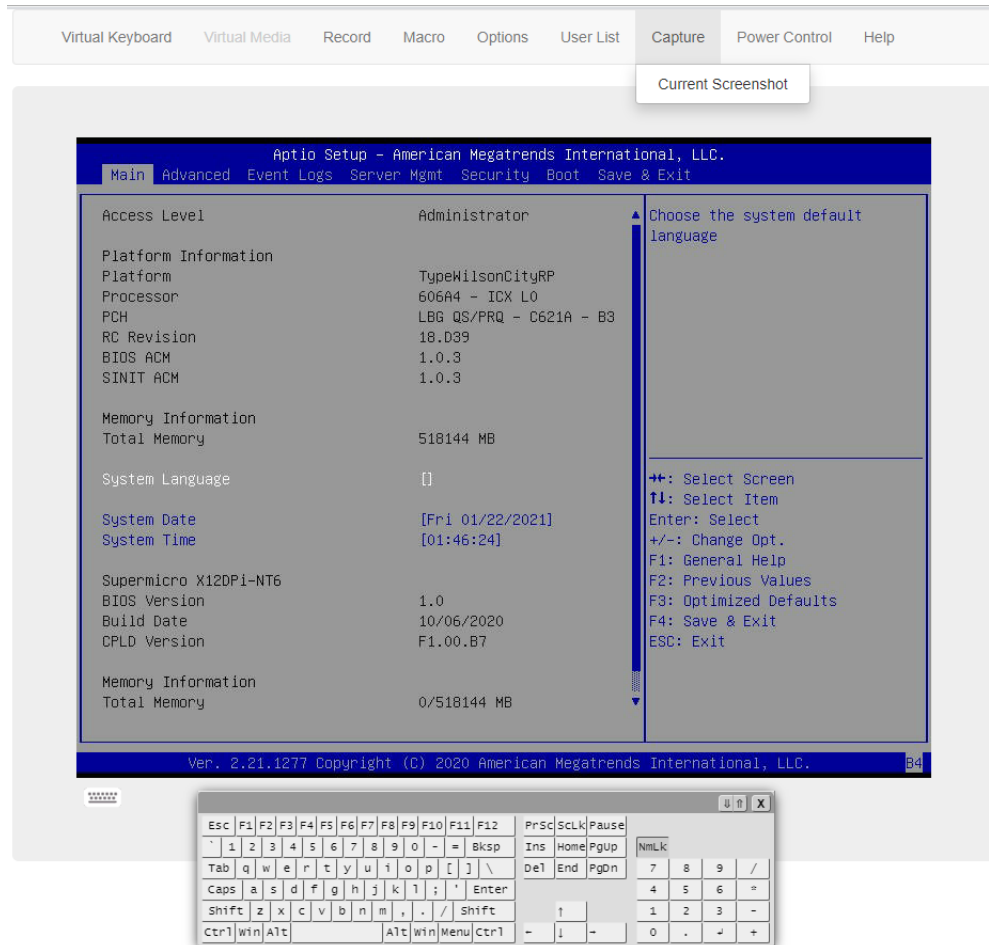 Virtual Keyboard Virtual Media Record Macro Options User List Capture Power Control Help
Current Screenshot
Aptio Setup - American Megatrends International, LLC.
Main Advanced Event Logs Server Mgmt Security Boot Save & Exit
Access Level Administrator
Platform Information
Platform TypeWilsonCityRP
Processor 606A4 - ICX L0
PCH LBG QS/PRQ - C621A - B3
RC Revision 18.D39
BIOS ACM 1.0.3
SINIT ACM 1.0.3
Memory Information
Total Memory 518144 MB
System Language []
System Date [Fri 01/22/2021]
System Time [01:46:24]
Supermicro X12DPi-NT6
BIOS Version 1.0
Build Date 10/06/2020
CPLD Version F1.00.B7
Memory Information
Total Memory 0/518144 MB
Choose the system default
language
→←: Select Screen
↑↓: Select Item
Enter: Select
+/-: Change Opt.
F1: General Help
F2: Previous Values
F3: Optimized Defaults
F4: Save & Exit
ESC: Exit
Ver. 2.21.1277 Copyright (C) 2020 American Megatrends International, LLC. B4
⇓ ⇑ X
Esc F1 F2 F3 F4 F5 F6 F7 F8 F9 F10 F11 F12 PrSc ScLk Pause
` 1 2 3 4 5 6 7 8 9 0 - = Bksp Ins Home PgUp NmLk
Tab q w e r t y u i o p [ ] \ Del End PgDn 7 8 9 /
Caps a s d f g h j k l ; ' Enter 4 5 6 *
Shift z x c v b n m , . / Shift ↑ 1 2 3 -
Ctrl Win Alt Alt Win Menu Ctrl ← ↓ → 0 . ↵ +